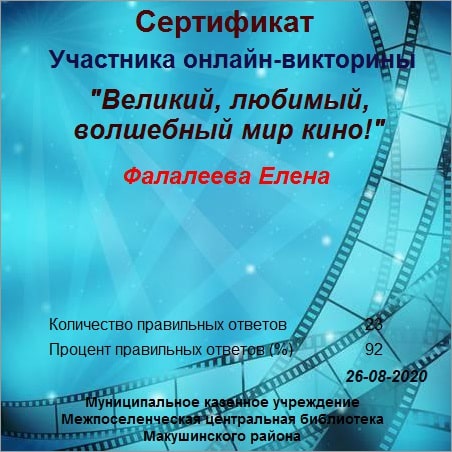 Сертификат
Участника онлайн-викторины
"Великий, любимый,
волшебный мир кино!"
Фалалеева Елена
Количество правильных ответов 23
Процент правильных ответов (%) 92
26-08-2020
Муниципальное казенное учреждение
Межпоселенческая центральная библиотека
Макушинского района